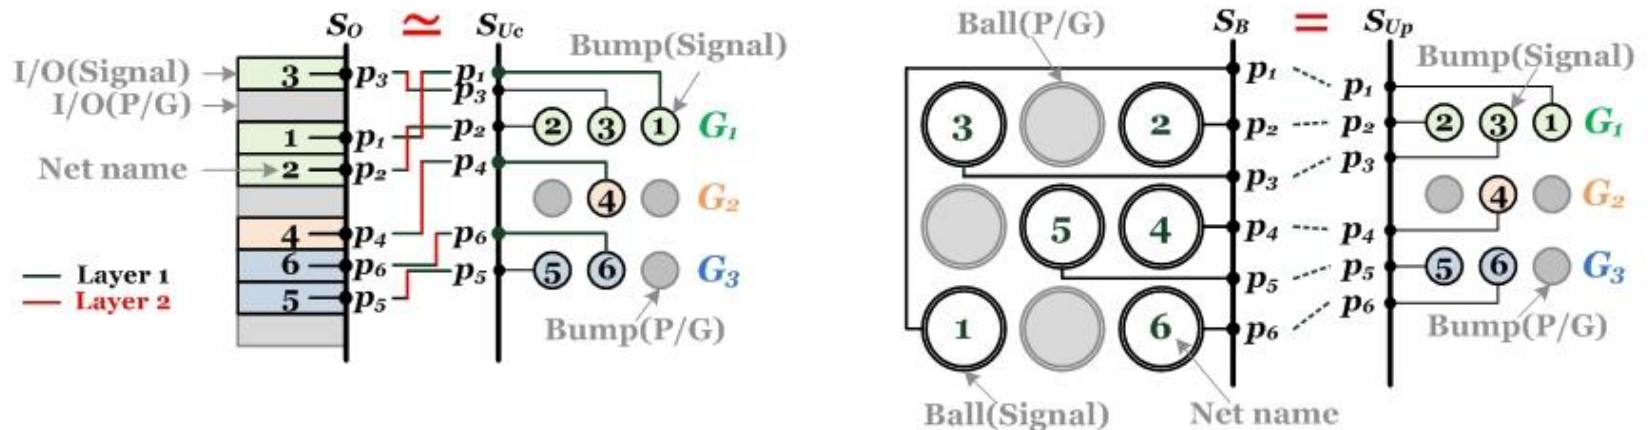 S_O ≃ S_Uc
Bump(Signal)
I/O(Signal)
I/O(P/G)
Net name
3 p3
1 p1
2 p2
4 p4
6 p6
5 p5
p1
p3
p2
p4
p6
p5
2 3 1 G1
4 G2
5 6 G3
Layer 1
Layer 2
Bump(P/G)
Ball(P/G)
S_B = S_Up
Bump(Signal)
3 2
5 4
1 6
p1
p2
p3
p4
p5
p6
p1
p2
p3
p4
p5
p6
2 3 1 G1
4 G2
5 6 G3
Bump(P/G)
Ball(Signal)
Net name